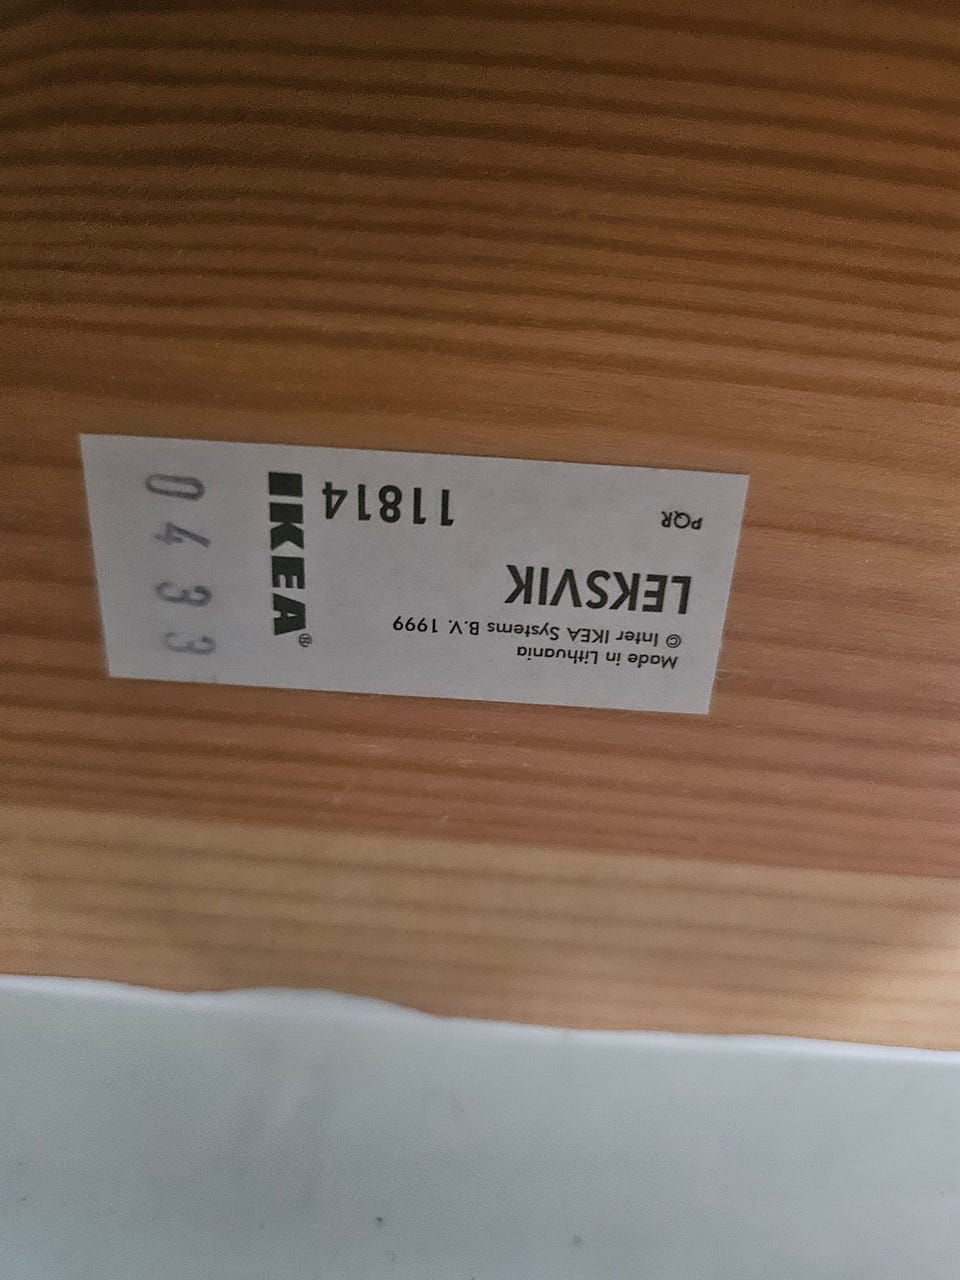 Made in Lithuania
© Inter IKEA Systems B.V. 1999
LEKSVIK
PQR
11814
IKEA®
0433